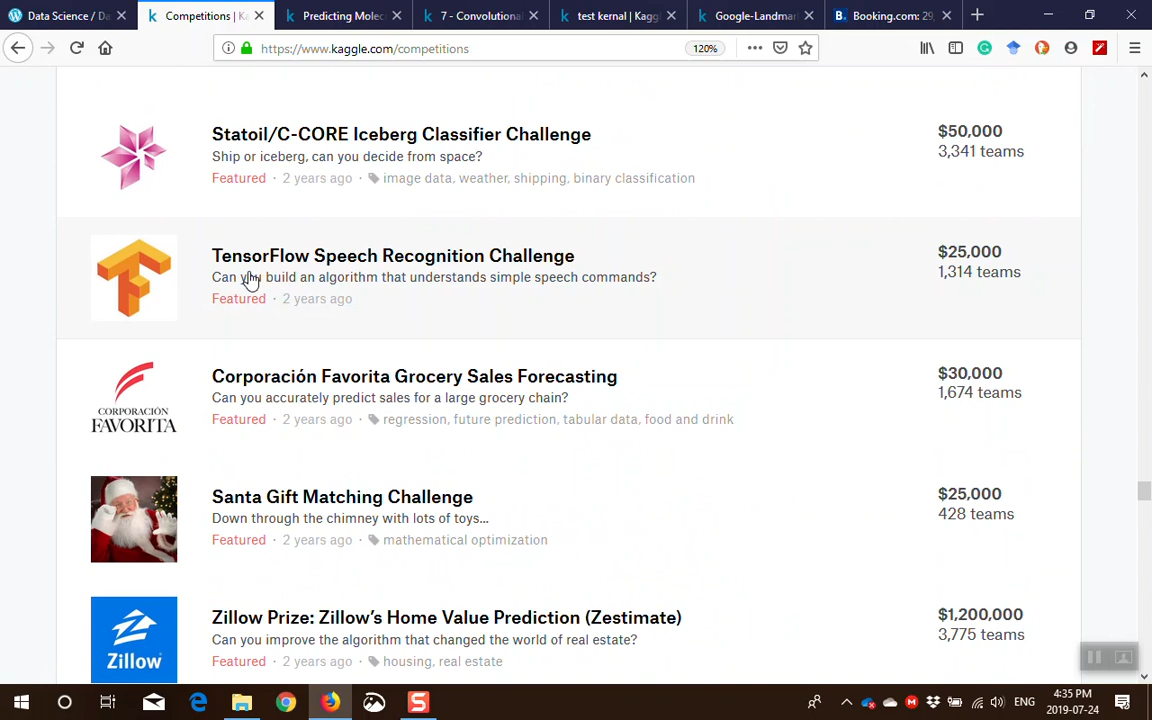 Data Science / Da
Competitions | Ka
Predicting Molec
7 - Convolutional
test kernal | Kaggl
Google-Landmar
Booking.com: 29,
https://www.kaggle.com/competitions
120%
Statoil/C-CORE Iceberg Classifier Challenge
$50,000
Ship or iceberg, can you decide from space?
3,341 teams
Featured · 2 years ago · image data, weather, shipping, binary classification
TensorFlow Speech Recognition Challenge
$25,000
Can you build an algorithm that understands simple speech commands?
1,314 teams
Featured · 2 years ago
Corporación Favorita Grocery Sales Forecasting
$30,000
Can you accurately predict sales for a large grocery chain?
1,674 teams
CORPORACIÓN
FAVORITA
Featured · 2 years ago · regression, future prediction, tabular data, food and drink
Santa Gift Matching Challenge
$25,000
Down through the chimney with lots of toys...
428 teams
Featured · 2 years ago · mathematical optimization
Zillow Prize: Zillow’s Home Value Prediction (Zestimate)
$1,200,000
Can you improve the algorithm that changed the world of real estate?
3,775 teams
Zillow
Featured · 2 years ago · housing, real estate
ENG
4:35 PM
2019-07-24